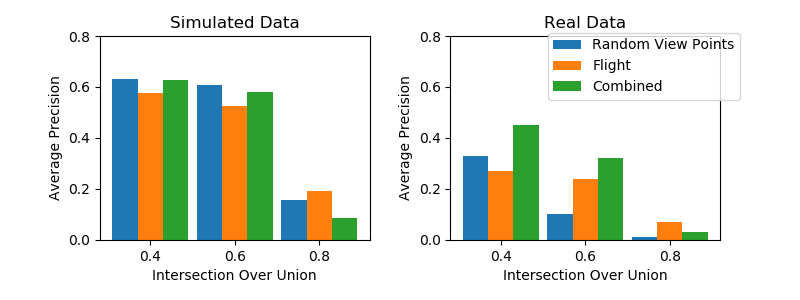 Simulated Data
Average Precision
0.8
0.6
0.4
0.2
0.0
0.4 0.6 0.8
Intersection Over Union
Real Data
Average Precision
0.8
0.6
0.4
0.2
0.0
Random View Points
Flight
Combined
0.4 0.6 0.8
Intersection Over Union